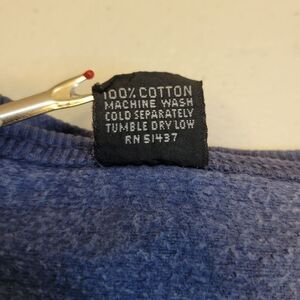 100% COTTON
MACHINE WASH
COLD SEPARATELY
TUMBLE DRY LOW
RN 51437